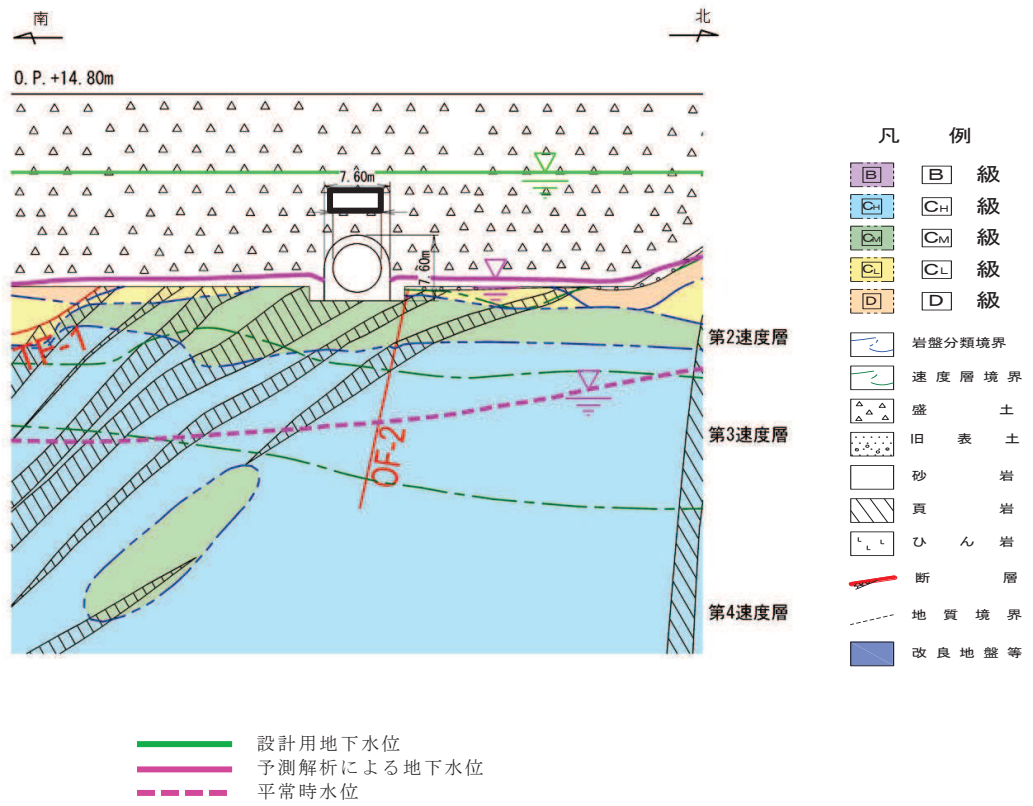 南
北
O.P.+14.80m
7.60m
7.60m
TF-1
OF-2
第2速度層
第3速度層
第4速度層
凡 例
B B 級
CH CH 級
CM CM 級
CL CL 級
D D 級
岩盤分類境界
速度層境界
盛土
旧表土
砂岩
頁岩
ひん岩
断層
地質境界
改良地盤等
設計用地下水位
予測解析による地下水位
平常時水位